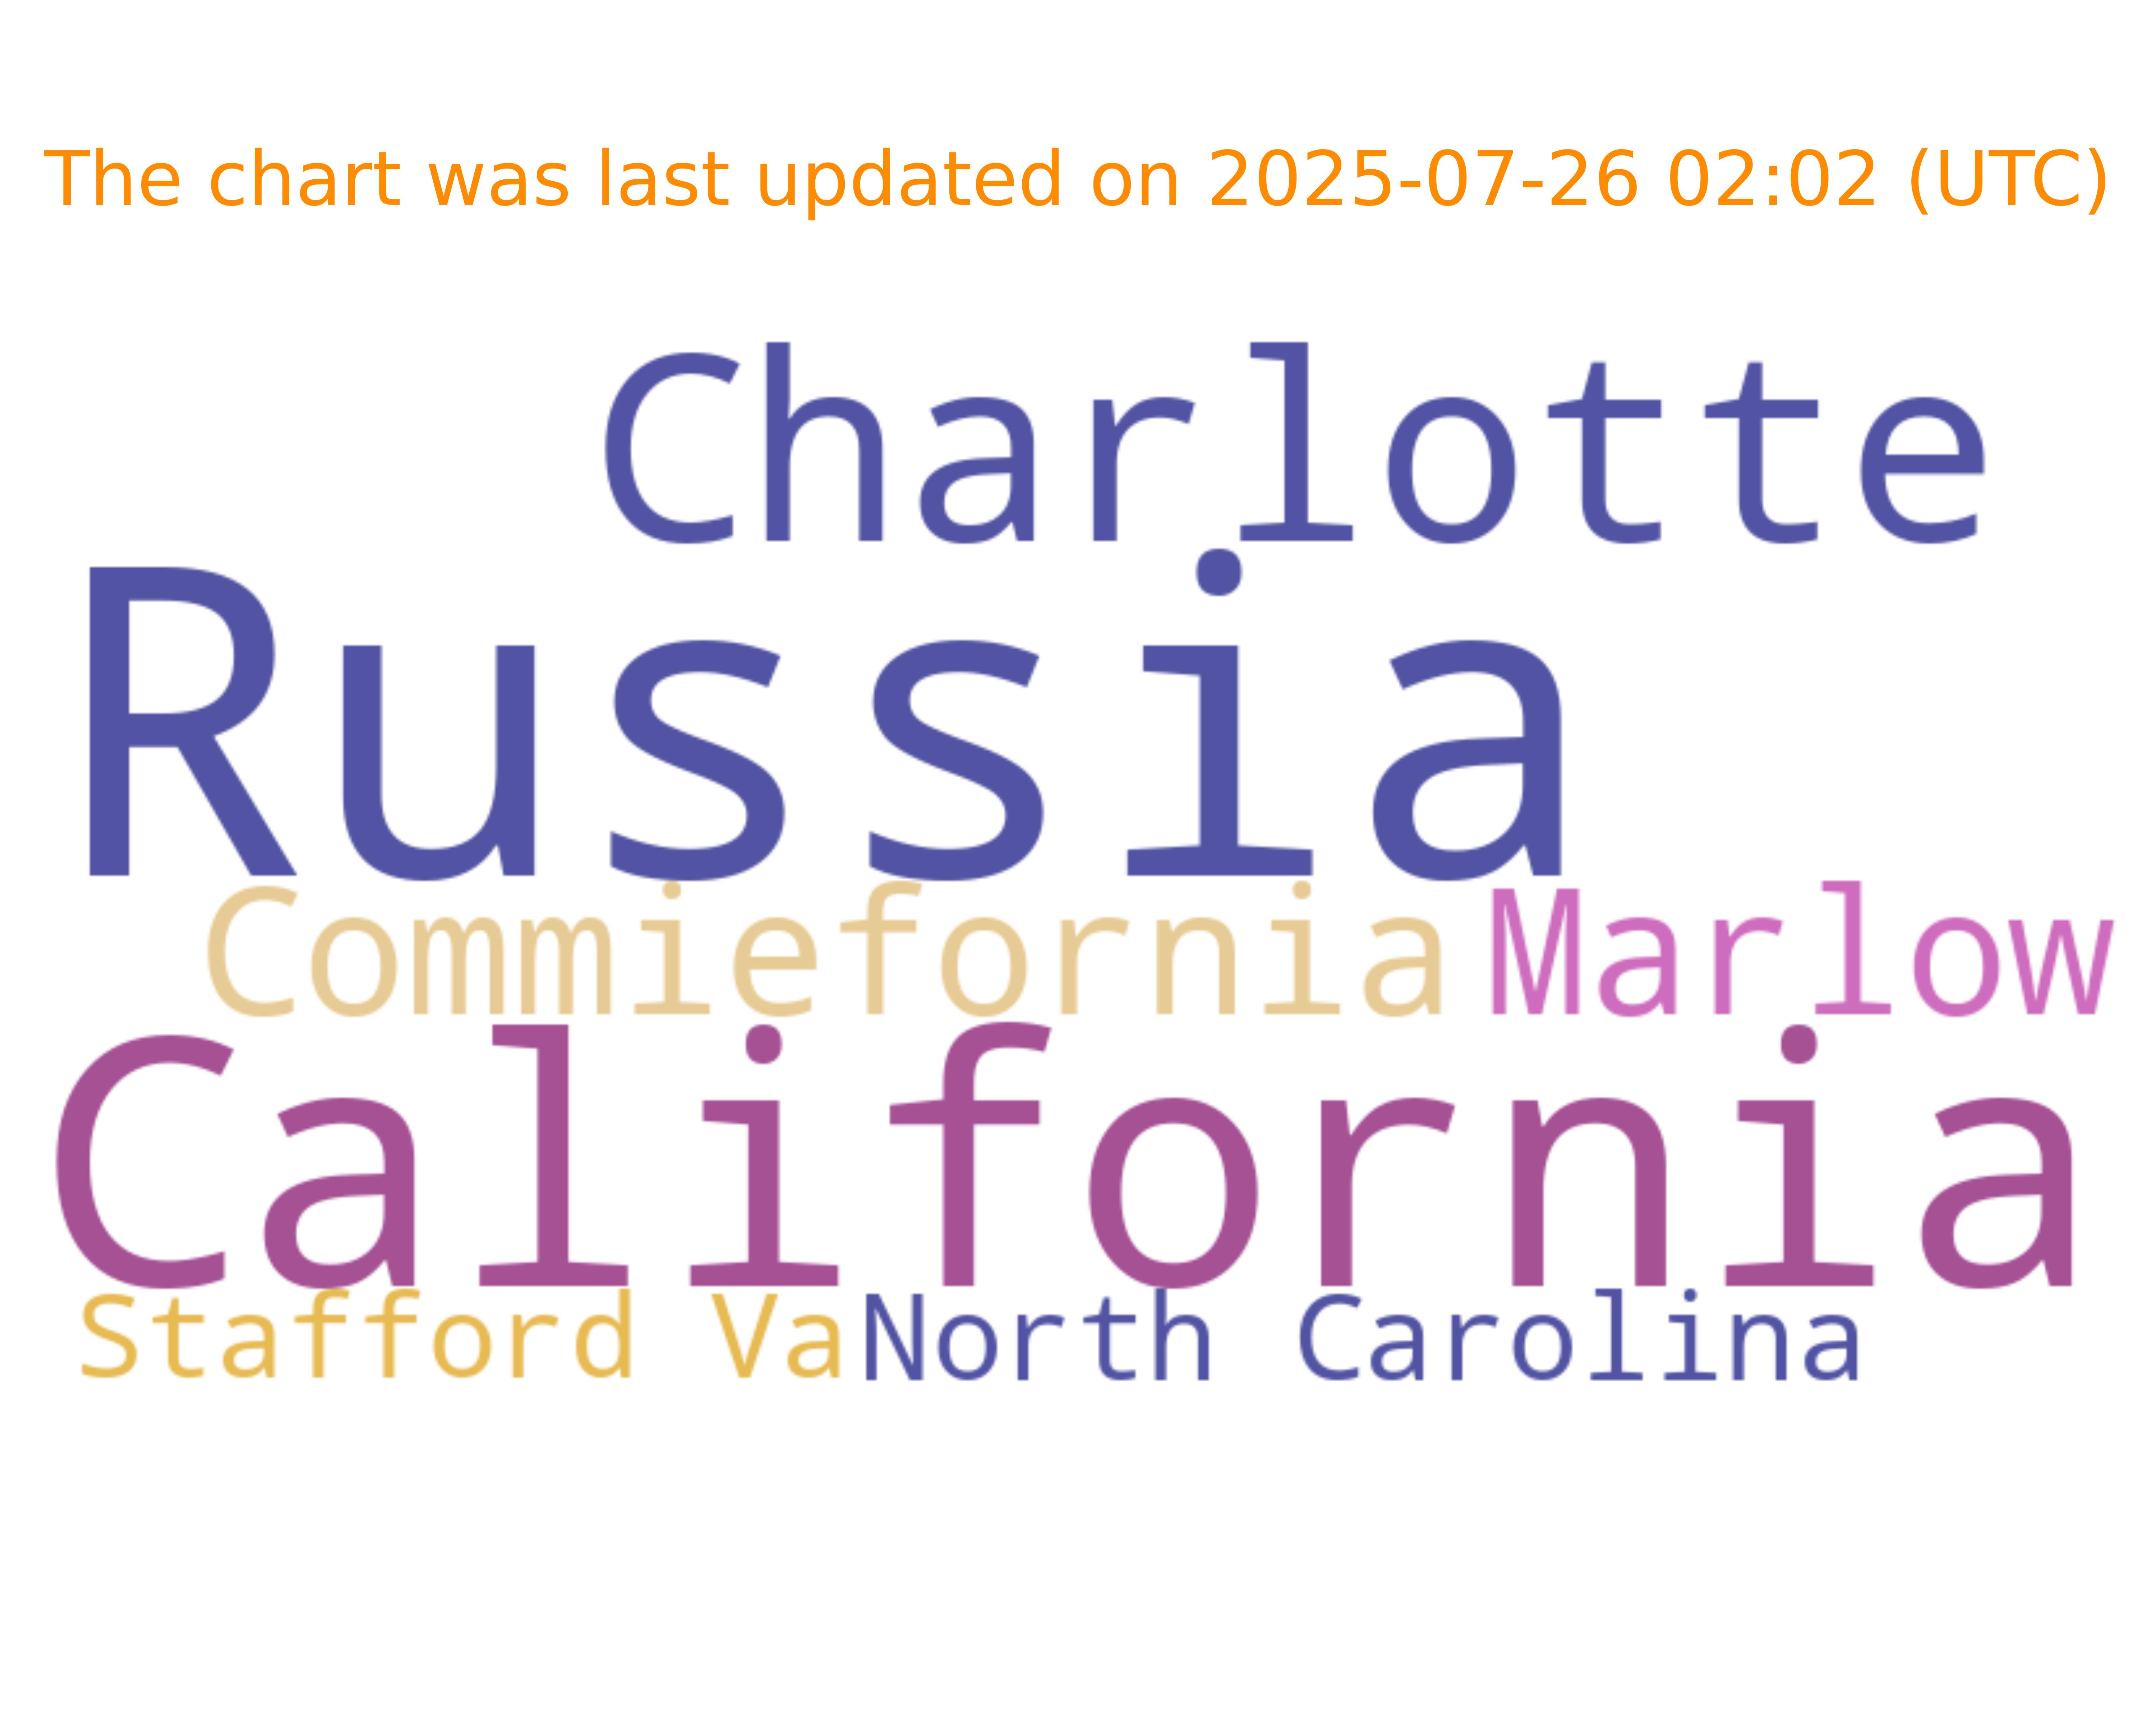 The chart was last updated on 2025-07-26 02:02 (UTC)
Charlotte
Russia
Commiefornia Marlow
California
Stafford Va North Carolina